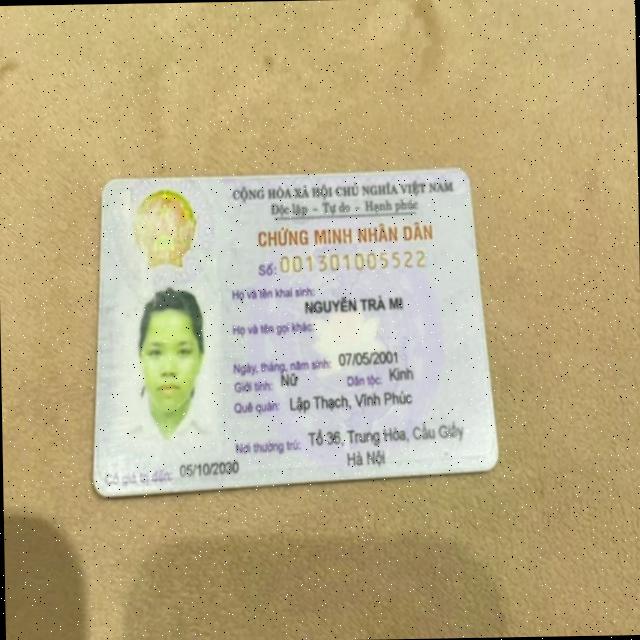 CỘNG HÒA XÃ HỘI CHỦ NGHĨA VIỆT NAM
Độc lập - Tự do - Hạnh phúc
CHỨNG MINH NHÂN DÂN
Số: 001301005522
Họ và tên khai sinh:
NGUYỄN TRÀ MI
Họ và tên gọi khác:
Ngày, tháng, năm sinh: 07/05/2001
Giới tính: Nữ Dân tộc: Kinh
Quê quán: Lập Thạch, Vĩnh Phúc
Nơi thường trú: Tổ 36, Trung Hòa, Cầu Giấy
Hà Nội
Có giá trị đến: 05/10/2030